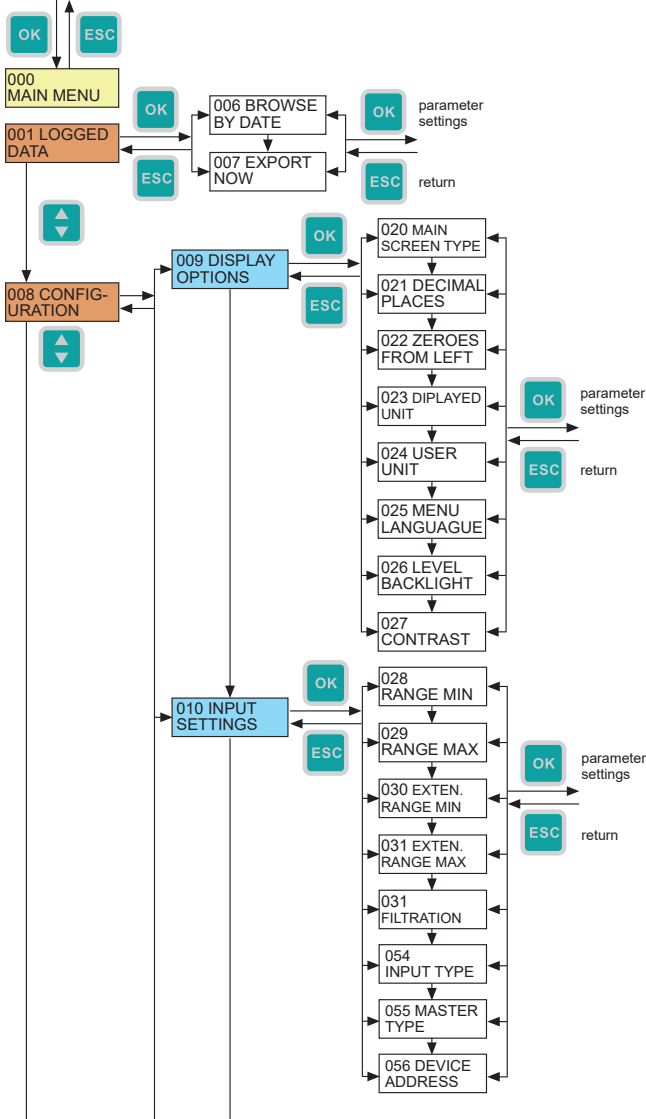 OK
ESC
000
MAIN MENU
001 LOGGED
DATA
OK
ESC
006 BROWSE
BY DATE
007 EXPORT
NOW
OK
parameter
settings
ESC
return
008 CONFIG-
URATION
009 DISPLAY
OPTIONS
OK
ESC
020 MAIN
SCREEN TYPE
021 DECIMAL
PLACES
022 ZEROES
FROM LEFT
023 DIPLAYED
UNIT
024 USER
UNIT
025 MENU
LANGUAGUE
026 LEVEL
BACKLIGHT
027
CONTRAST
OK
parameter
settings
ESC
return
010 INPUT
SETTINGS
OK
ESC
028
RANGE MIN
029
RANGE MAX
030 EXTEN.
RANGE MIN
031 EXTEN.
RANGE MAX
031
FILTRATION
054
INPUT TYPE
055 MASTER
TYPE
056 DEVICE
ADDRESS
OK
parameter
settings
ESC
return